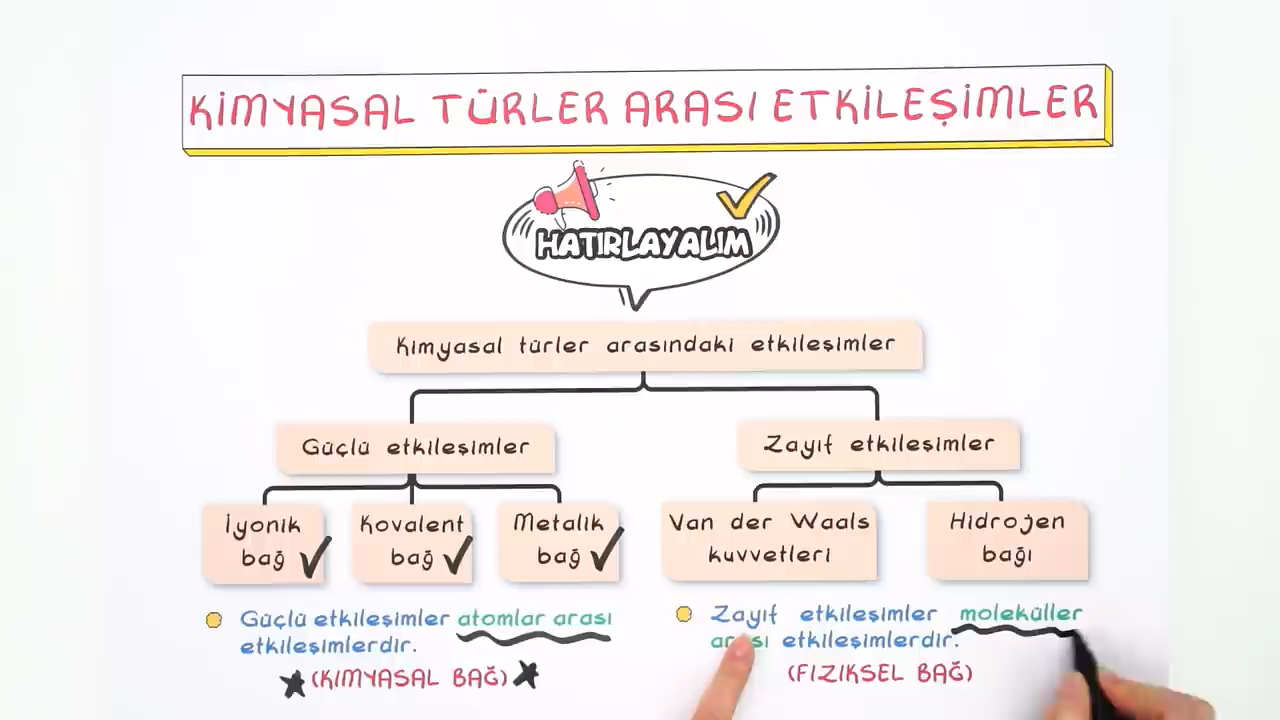 KİMYASAL TÜRLER ARASI ETKİLEŞİMLER
HATIRLAYALIM
Kimyasal türler arasındaki etkileşimler
Güçlü etkileşimler
Zayıf etkileşimler
İyonik
bağ
Kovalent
bağ
Metalik
bağ
Van der Waals
kuvvetleri
Hidrojen
bağı
Güçlü etkileşimler atomlar arası
etkileşimlerdir.
(KİMYASAL BAĞ)
Zayıf etkileşimler moleküller
arası etkileşimlerdir.
(FİZİKSEL BAĞ)